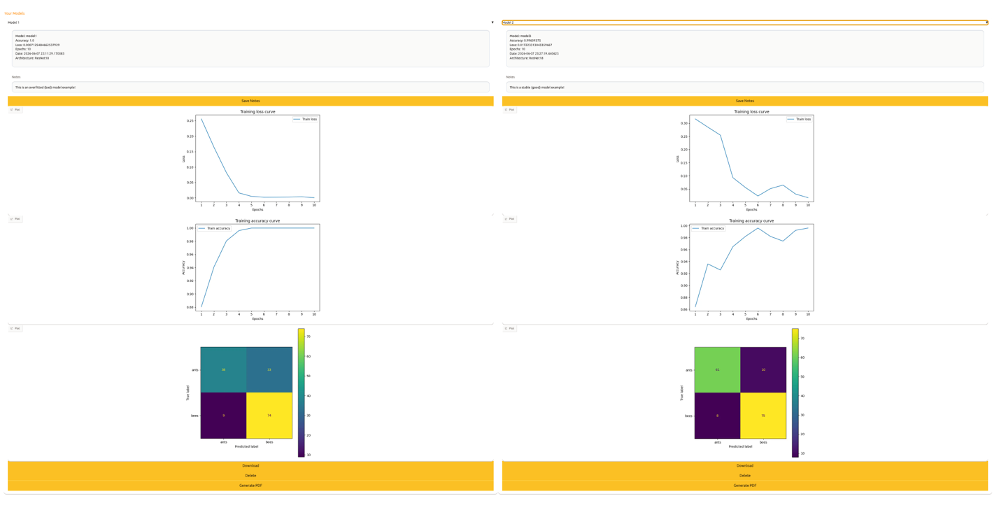 Your Models
Model 1
Model: model1
Accuracy: 1.0
Loss: 0.0007125484662537929
Epochs: 10
Date: 2026-06-07 22:11:29.170083
Architecture: ResNet18
Notes
This is an overfitted (bad) model example!
Save Notes
Plot
Training loss curve
Train loss
0.25
0.20
0.15
0.10
0.05
0.00
Loss
1 2 3 4 5 6 7 8 9 10
Epochs
Plot
Training accuracy curve
Train accuracy
1.00
0.98
0.96
0.94
0.92
0.90
0.88
Accuracy
1 2 3 4 5 6 7 8 9 10
Epochs
Plot
ants
38 33
bees
9 74
True label
ants bees
Predicted label
70
60
50
40
30
20
10
Download
Delete
Generate PDF
Model 2
Accuracy: 0.99609375
Epochs: 10
Date: 2026-06-07 23:27:19.440623
Architecture: ResNet18
Notes
This is a stable (good) model example!
Save Notes
Plot
Training loss curve
Train loss
0.30
0.25
0.20
0.15
0.10
0.05
Loss
1 2 3 4 5 6 7 8 9 10
Epochs
Plot
Training accuracy curve
Train accuracy
1.00
0.98
0.96
0.94
0.92
0.90
0.88
0.86
Accuracy
1 2 3 4 5 6 7 8 9 10
Epochs
Plot
ants
61 10
bees
8 75
True label
ants bees
Predicted label
70
60
50
40
30
20
10
Download
Delete
Generate PDF